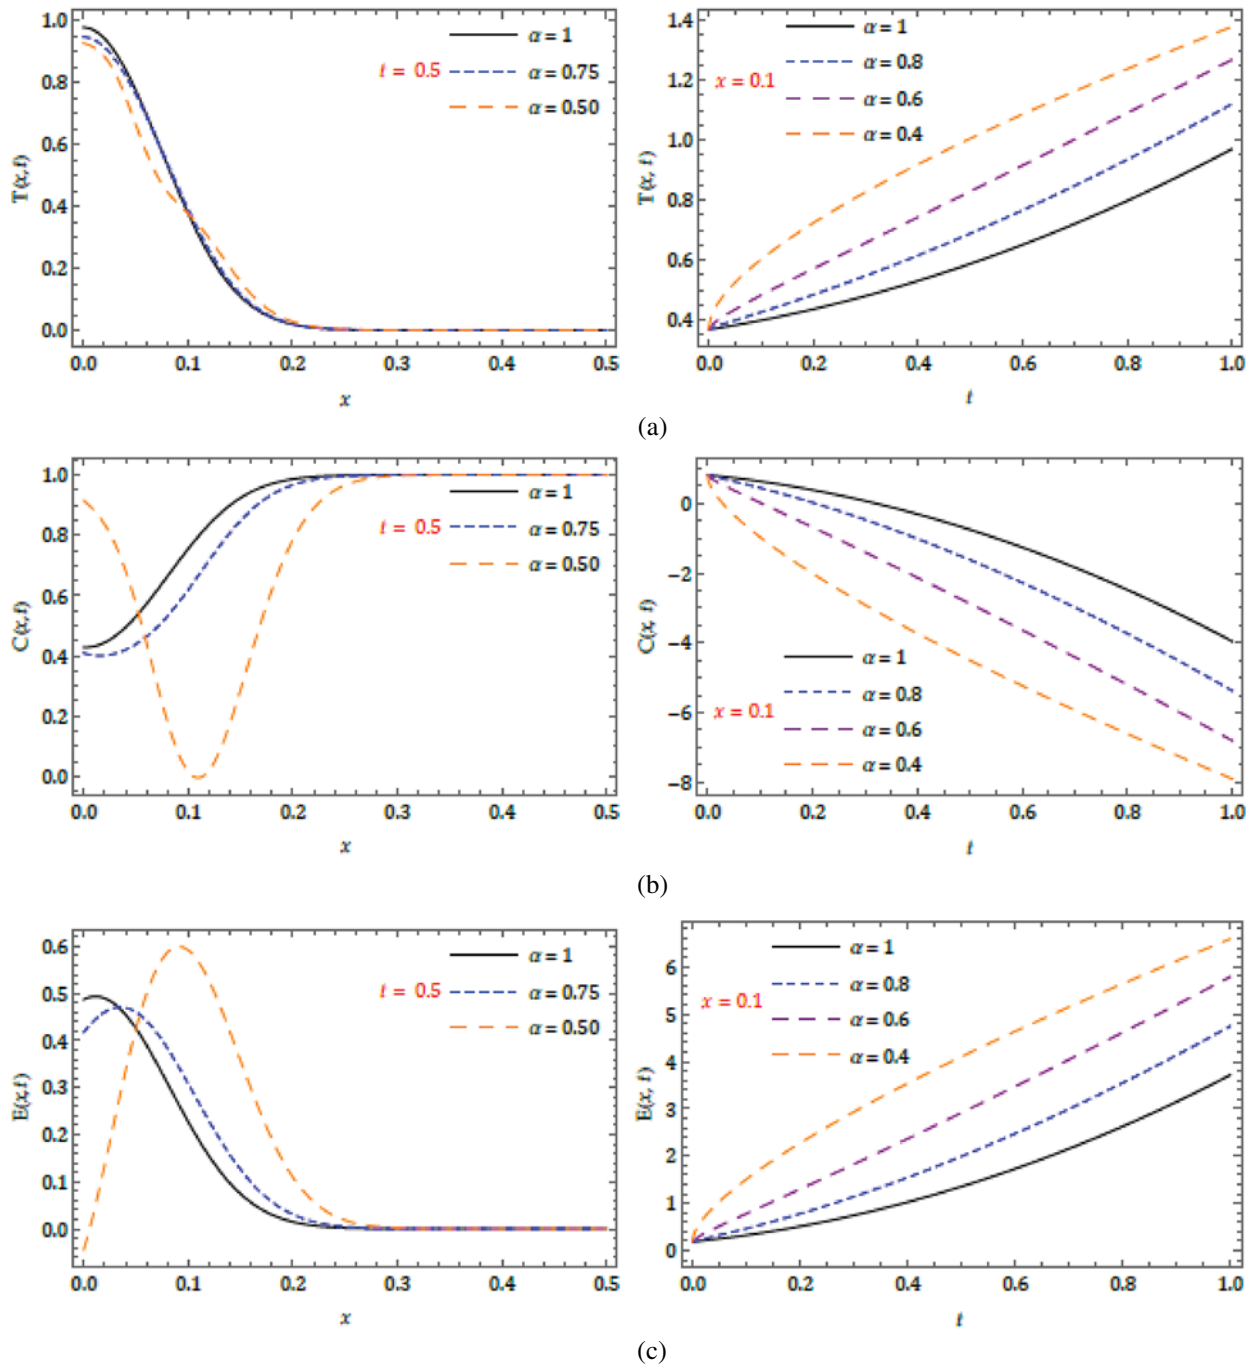 T(x,t)
1.0
0.8
0.6
0.4
0.2
0.0
0.0 0.1 0.2 0.3 0.4 0.5
x
t = 0.5
α = 1
α = 0.75
α = 0.50
T(x, t)
1.4
1.2
1.0
0.8
0.6
0.4
0.0 0.2 0.4 0.6 0.8 1.0
t
x = 0.1
α = 1
α = 0.8
α = 0.6
α = 0.4
(a)
C(x,t)
1.0
0.8
0.6
0.4
0.2
0.0
0.0 0.1 0.2 0.3 0.4 0.5
x
t = 0.5
α = 1
α = 0.75
α = 0.50
C(x, t)
0
−2
−4
−6
−8
0.0 0.2 0.4 0.6 0.8 1.0
t
x = 0.1
α = 1
α = 0.8
α = 0.6
α = 0.4
(b)
E(x,t)
0.6
0.5
0.4
0.3
0.2
0.1
0.0
0.0 0.1 0.2 0.3 0.4 0.5
x
t = 0.5
α = 1
α = 0.75
α = 0.50
E(x, t)
6
5
4
3
2
1
0
0.0 0.2 0.4 0.6 0.8 1.0
t
x = 0.1
α = 1
α = 0.8
α = 0.6
α = 0.4
(c)